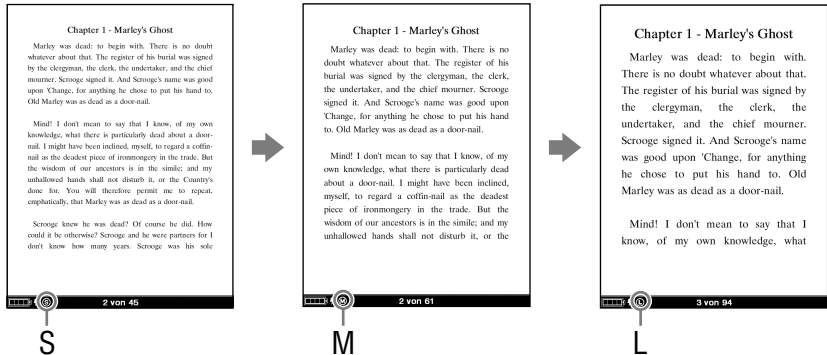 Chapter 1 - Marley's Ghost
Marley was dead: to begin with. There is no doubt
whatever about that. The register of his burial was signed
by the clergyman, the clerk, the undertaker, and the chief
mourner. Scrooge signed it. And Scrooge's name was good
upon 'Change, for anything he chose to put his hand to.
Old Marley was as dead as a door-nail.
Mind! I don't mean to say that I know, of my own
knowledge, what there is particularly dead about a door-
nail. I might have been inclined, myself, to regard a coffin-
nail as the deadest piece of ironmongery in the trade. But
the wisdom of our ancestors is in the simile; and my
unhallowed hands shall not disturb it, or the Country's
done for. You will therefore permit me to repeat,
emphatically, that Marley was as dead as a door-nail.
Scrooge knew he was dead? Of course he did. How
could it be otherwise? Scrooge and he were partners for I
don't know how many years. Scrooge was his sole
S 2 von 45
S
Chapter 1 - Marley's Ghost
Marley was dead: to begin with. There is no
doubt whatever about that. The register of his
burial was signed by the clergyman, the clerk,
the undertaker, and the chief mourner. Scrooge
signed it. And Scrooge's name was good upon
'Change, for anything he chose to put his hand
to. Old Marley was as dead as a door-nail.
Mind! I don't mean to say that I know, of my
own knowledge, what there is particularly dead
about a door-nail. I might have been inclined,
myself, to regard a coffin-nail as the deadest
piece of ironmongery in the trade. But the
wisdom of our ancestors is in the simile; and my
unhallowed hands shall not disturb it, or the
M 2 von 61
M
Chapter 1 - Marley's Ghost
Marley was dead: to begin with.
There is no doubt whatever about that.
The register of his burial was signed by
the clergyman, the clerk, the
undertaker, and the chief mourner.
Scrooge signed it. And Scrooge's name
was good upon 'Change, for anything
he chose to put his hand to. Old
Marley was as dead as a door-nail.
Mind! I don't mean to say that I
know, of my own knowledge, what
L 3 von 94
L